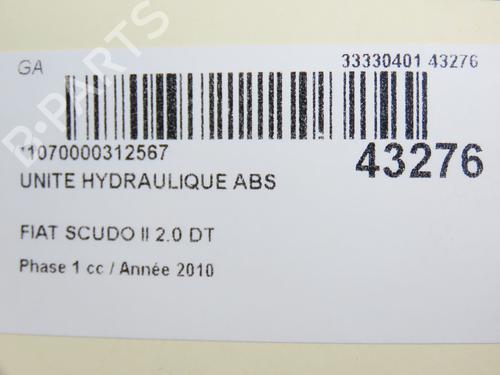 GA
33330401 43276
*1070000312567
43276
UNITE HYDRAULIQUE ABS
FIAT SCUDO II 2.0 DT
Phase 1 cc / Année 2010
B-PARTS